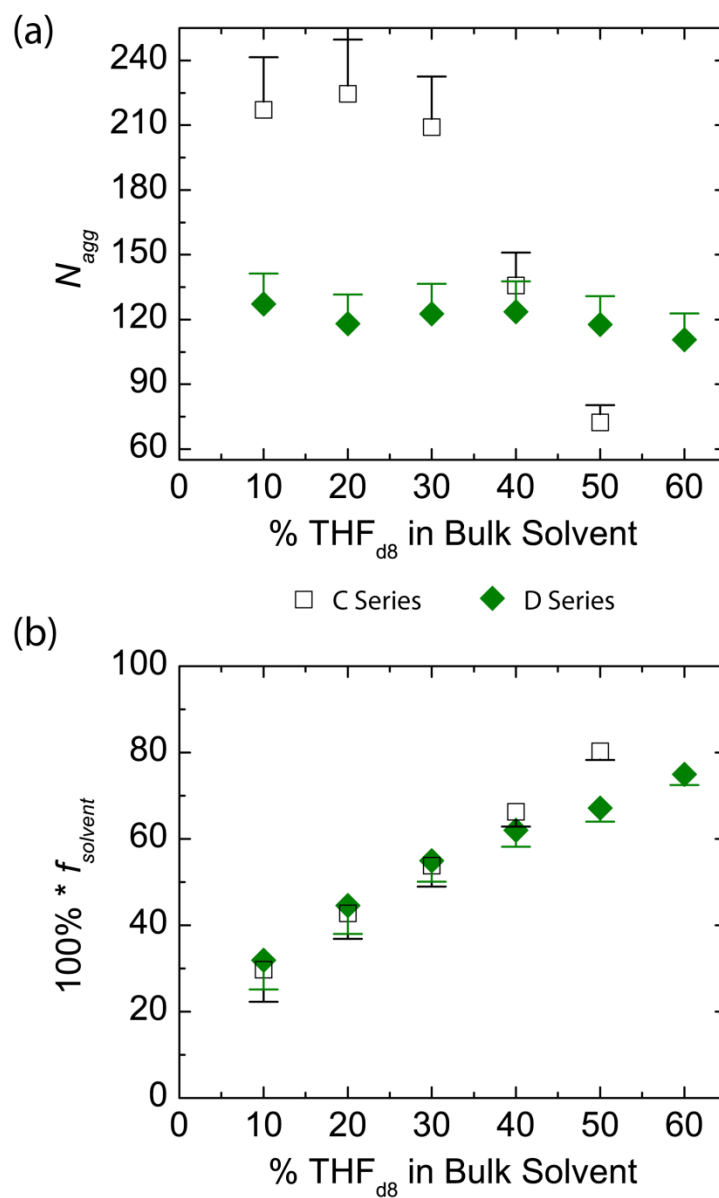 (a)
240
210
180
150
120
90
60
N_agg
0 10 20 30 40 50 60
% THF_d8 in Bulk Solvent
C Series D Series
(b)
100
80
60
40
20
0
100% * f_solvent
0 10 20 30 40 50 60
% THF_d8 in Bulk Solvent